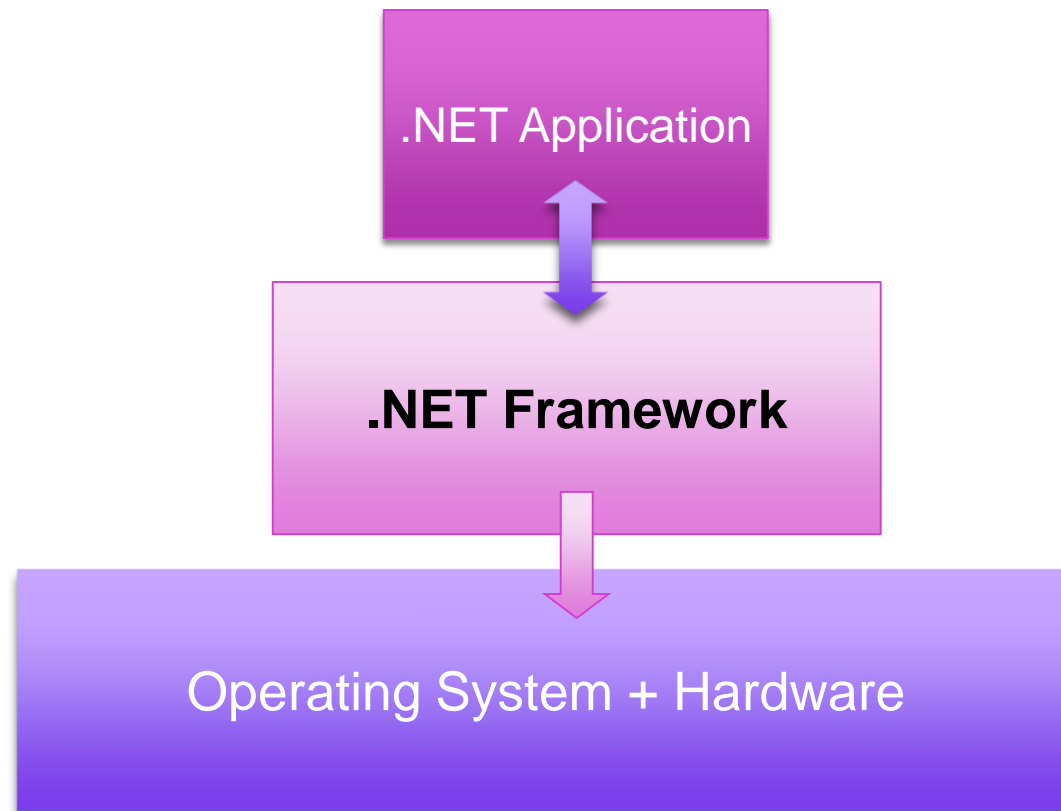 .NET Application
.NET Framework
Operating System + Hardware